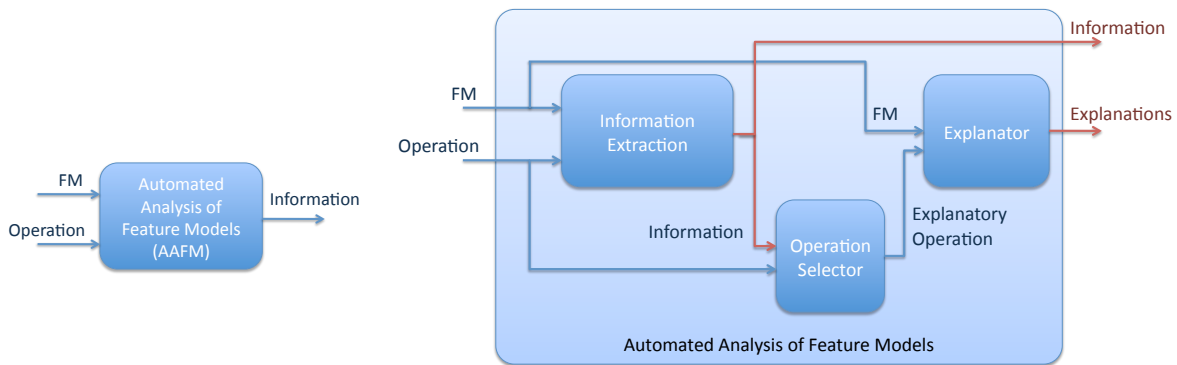 FM
Operation
Automated
Analysis of
Feature Models
(AAFM)
Information
FM
Operation
Information
Extraction
Information
FM
Explanator
Explanations
Information
Operation
Selector
Explanatory
Operation
Automated Analysis of Feature Models